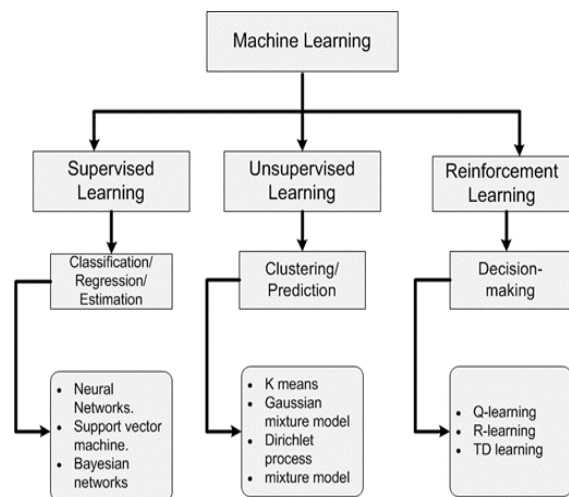 Machine Learning
Supervised
Learning
Unsupervised
Learning
Reinforcement
Learning
Classification/
Regression/
Estimation
Clustering/
Prediction
Decision-
making
• Neural
Networks.
• Support vector
machine.
• Bayesian
networks
• K means
• Gaussian
mixture model
• Dirichlet
process
• mixture model
• Q-learning
• R-learning
• TD learning